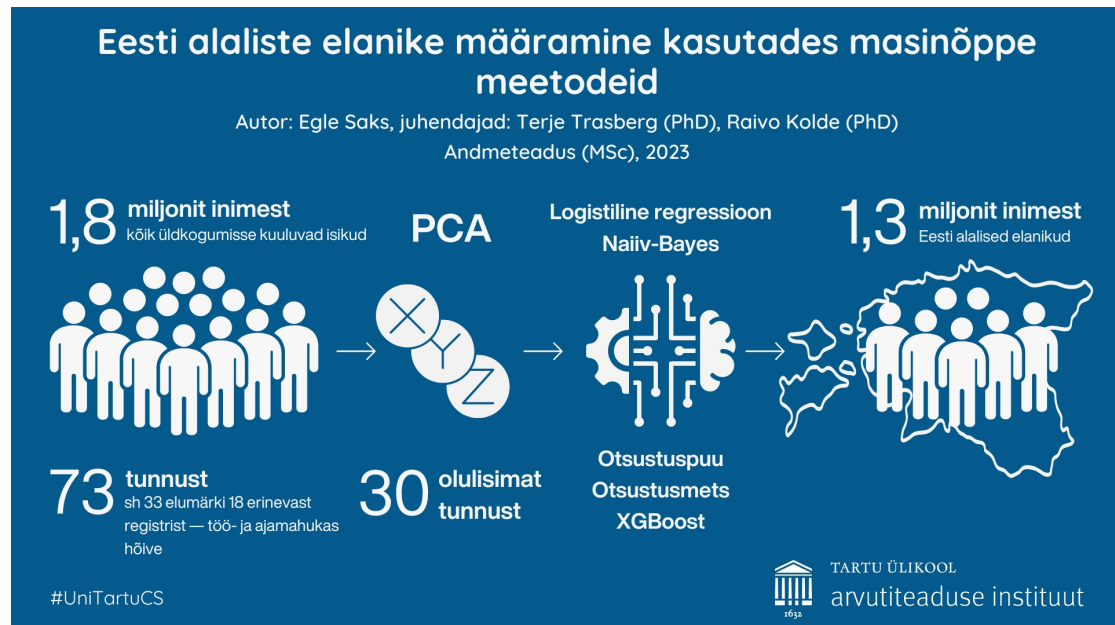 Eesti alaliste elanike määramine kasutades masinõppe
meetodeid
Autor: Egle Saks, juhendajad: Terje Trasberg (PhD), Raivo Kolde (PhD)
Andmeteadus (MSc), 2023
1,8 miljonit inimest
kõik üldkogumisse kuuluvad isikud
PCA
Logistiline regressioon
Naiiv-Bayes
1,3 miljonit inimest
Eesti alalised elanikud
X
Y
Z
73 tunnust
sh 33 elumärki 18 erinevast
registrist — töö- ja ajamahukas
hõive
30 olulisimat
tunnust
Otsustuspuu
Otsustusmets
XGBoost
#UniTartuCS
TARTU ÜLIKOOL
arvutiteaduse instituut
1632